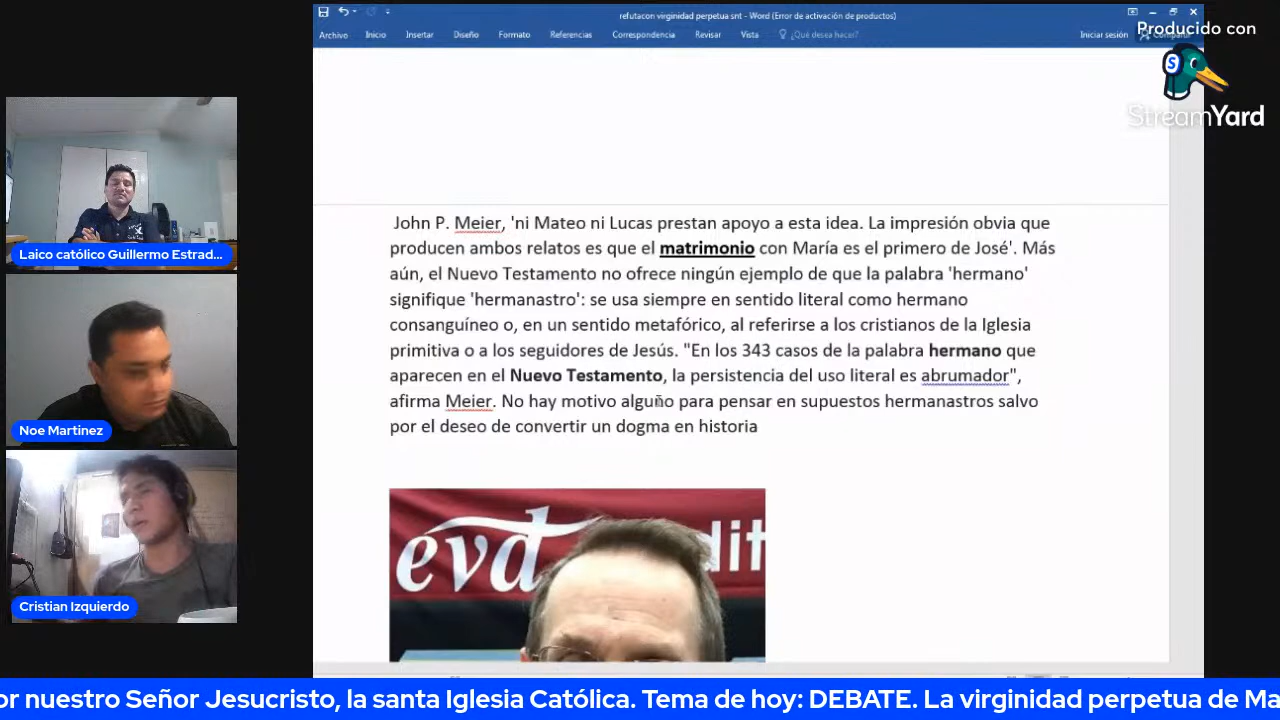 refutacon virginidad perpetua snt - Word (Error de activación de productos)
Archivo Inicio Insertar Diseño Formato Referencias Correspondencia Revisar Vista ¿Qué desea hacer? Iniciar sesión Compartir
Producido con
StreamYard
John P. Meier, 'ni Mateo ni Lucas prestan apoyo a esta idea. La impresión obvia que
producen ambos relatos es que el matrimonio con María es el primero de José'. Más
aún, el Nuevo Testamento no ofrece ningún ejemplo de que la palabra 'hermano'
signifique 'hermanastro': se usa siempre en sentido literal como hermano
consanguíneo o, en un sentido metafórico, al referirse a los cristianos de la Iglesia
primitiva o a los seguidores de Jesús. "En los 343 casos de la palabra hermano que
aparecen en el Nuevo Testamento, la persistencia del uso literal es abrumador",
afirma Meier. No hay motivo alguno para pensar en supuestos hermanastros salvo
por el deseo de convertir un dogma en historia
evd dit
Laico católico Guillermo Estrad...
Noe Martinez
Cristian Izquierdo
or nuestro Señor Jesucristo, la santa Iglesia Católica. Tema de hoy: DEBATE. La virginidad perpetua de Ma